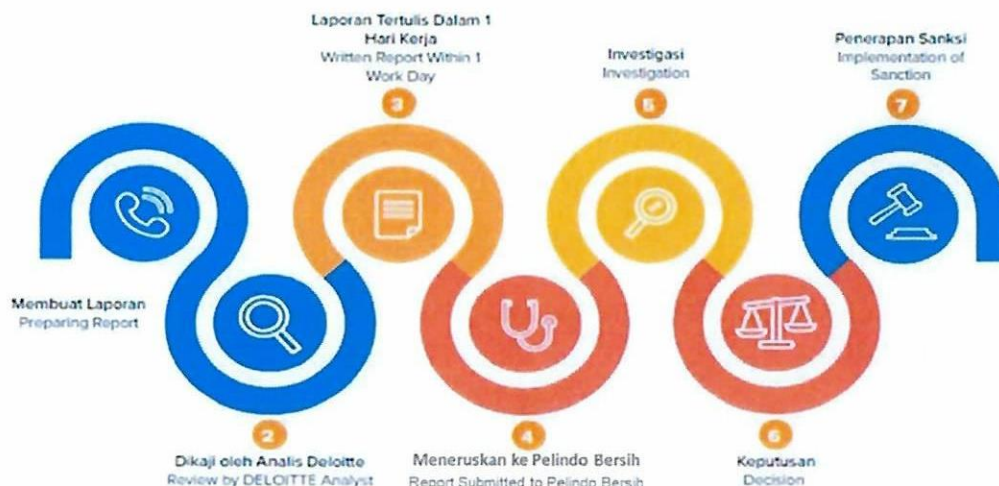 Membuat Laporan
Preparing Report
2
Dikaji oleh Analis Deloitte
Review by DELOITTE Analyst
Laporan Tertulis Dalam 1
Hari Kerja
Written Report Within 1
Work Day
3
4
Meneruskan ke Pelindo Bersih
Report Submitted to Pelindo Bersih
Investigasi
Investigation
5
6
Keputusan
Decision
Penerapan Sanksi
Implementation of
Sanction
7